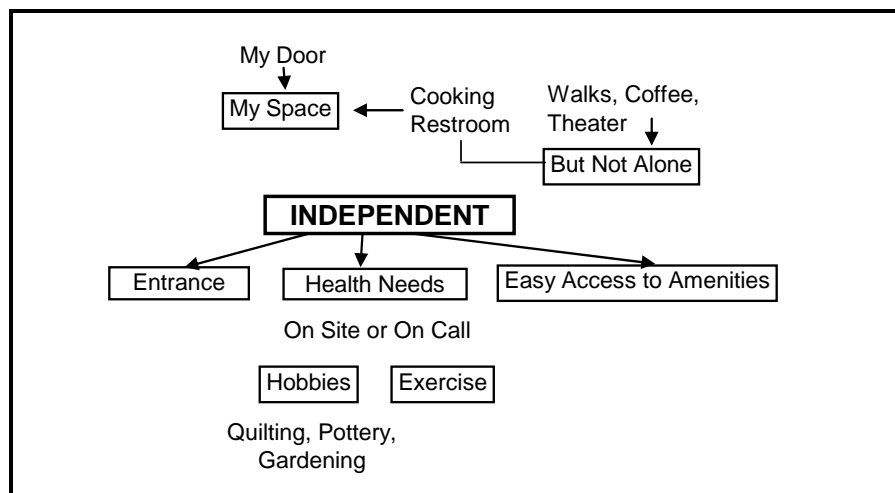 My Door
My Space
Cooking
Restroom
Walks, Coffee,
Theater
But Not Alone
INDEPENDENT
Entrance
Health Needs
Easy Access to Amenities
On Site or On Call
Hobbies
Exercise
Quilting, Pottery,
Gardening